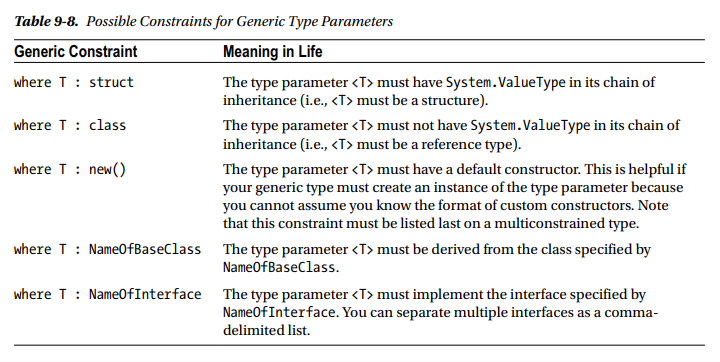 Table 9-8. Possible Constraints for Generic Type Parameters
Generic Constraint Meaning in Life
where T : struct The type parameter <T> must have System.ValueType in its chain of
inheritance (i.e., <T> must be a structure).
where T : class The type parameter <T> must not have System.ValueType in its chain of
inheritance (i.e., <T> must be a reference type).
where T : new() The type parameter <T> must have a default constructor. This is helpful if
your generic type must create an instance of the type parameter because
you cannot assume you know the format of custom constructors. Note
that this constraint must be listed last on a multiconstrained type.
where T : NameOfBaseClass The type parameter <T> must be derived from the class specified by
NameOfBaseClass.
where T : NameOfInterface The type parameter <T> must implement the interface specified by
NameOfInterface. You can separate multiple interfaces as a comma-
delimited list.